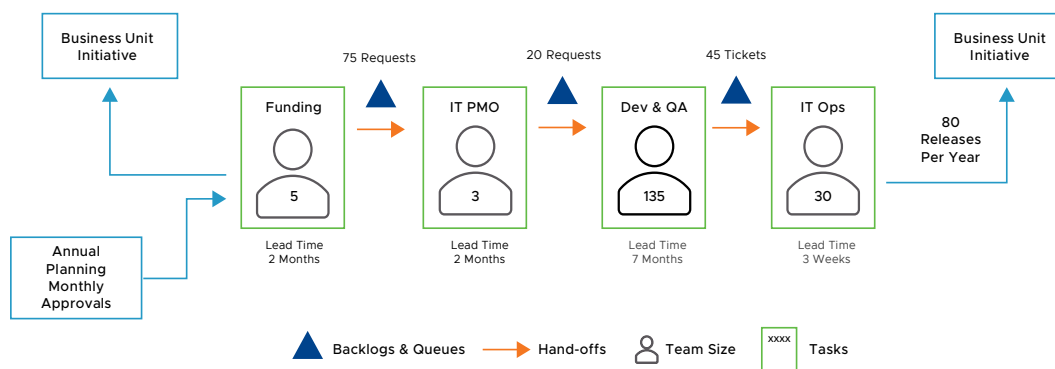 Business Unit
Initiative
75 Requests
20 Requests
45 Tickets
Business Unit
Initiative
Funding
5
Lead Time
2 Months
IT PMO
3
Lead Time
2 Months
Dev & QA
135
Lead Time
7 Months
IT Ops
30
Lead Time
3 Weeks
80
Releases
Per Year
Annual
Planning
Monthly
Approvals
Backlogs & Queues
Hand-offs
Team Size
xxxx
Tasks